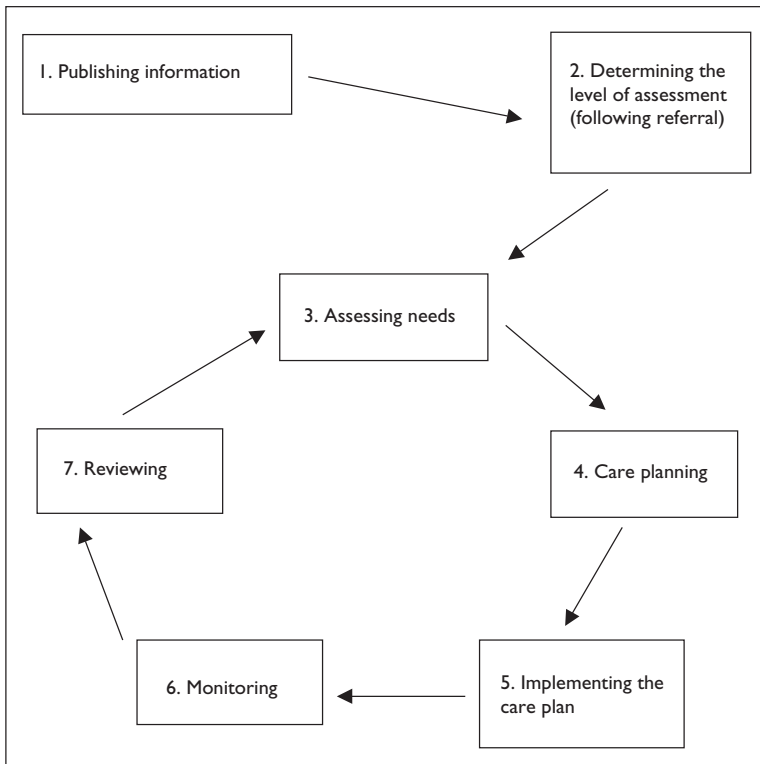 1. Publishing information
2. Determining the
level of assessment
(following referral)
3. Assessing needs
7. Reviewing
4. Care planning
6. Monitoring
5. Implementing the
care plan